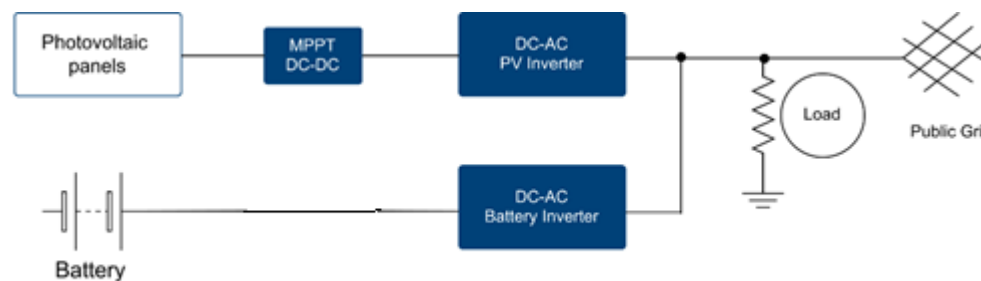 Photovoltaic
panels
MPPT
DC-DC
DC-AC
PV Inverter
Load
Public Gri
DC-AC
Battery Inverter
Battery